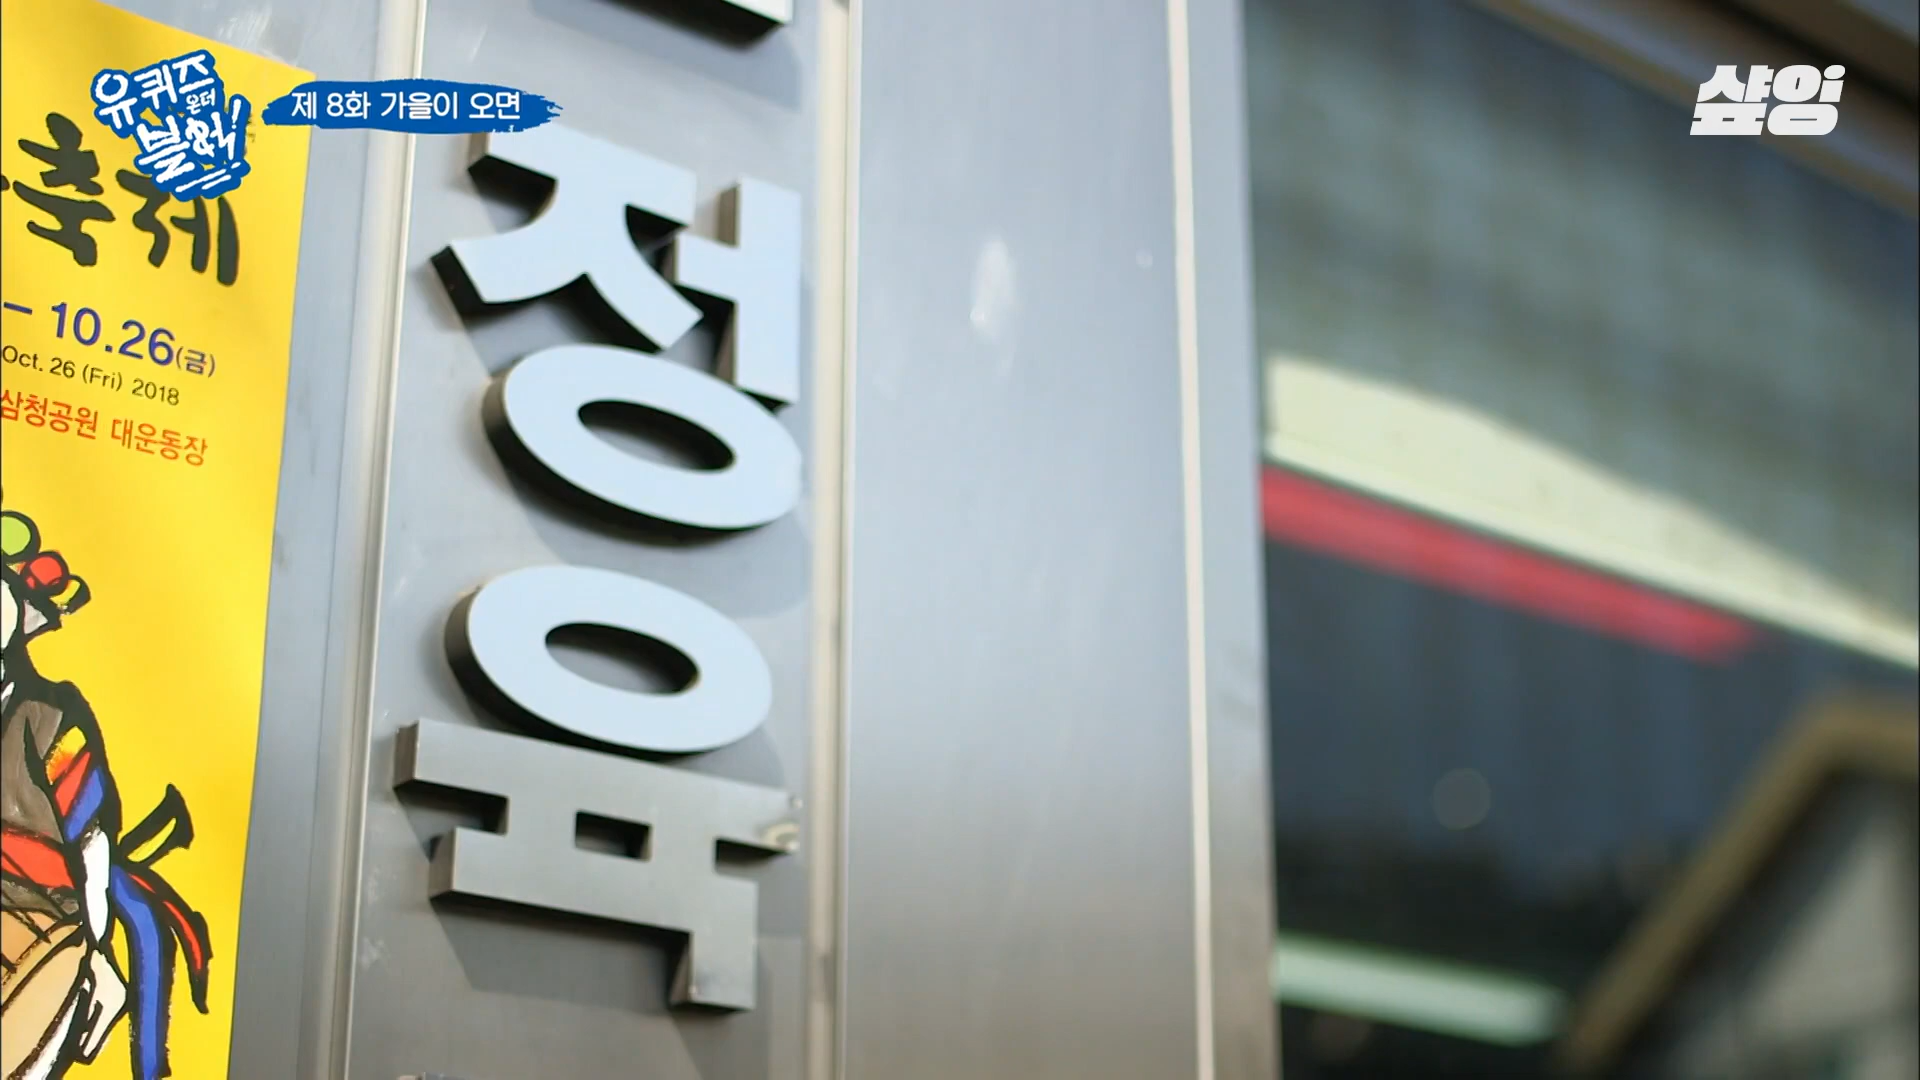 유퀴즈
온더
블럭!
제 8화 가을이 오면
샾잉
축제
– 10.26(금)
Oct. 26 (Fri) 2018
삼청공원 대운동장
정육